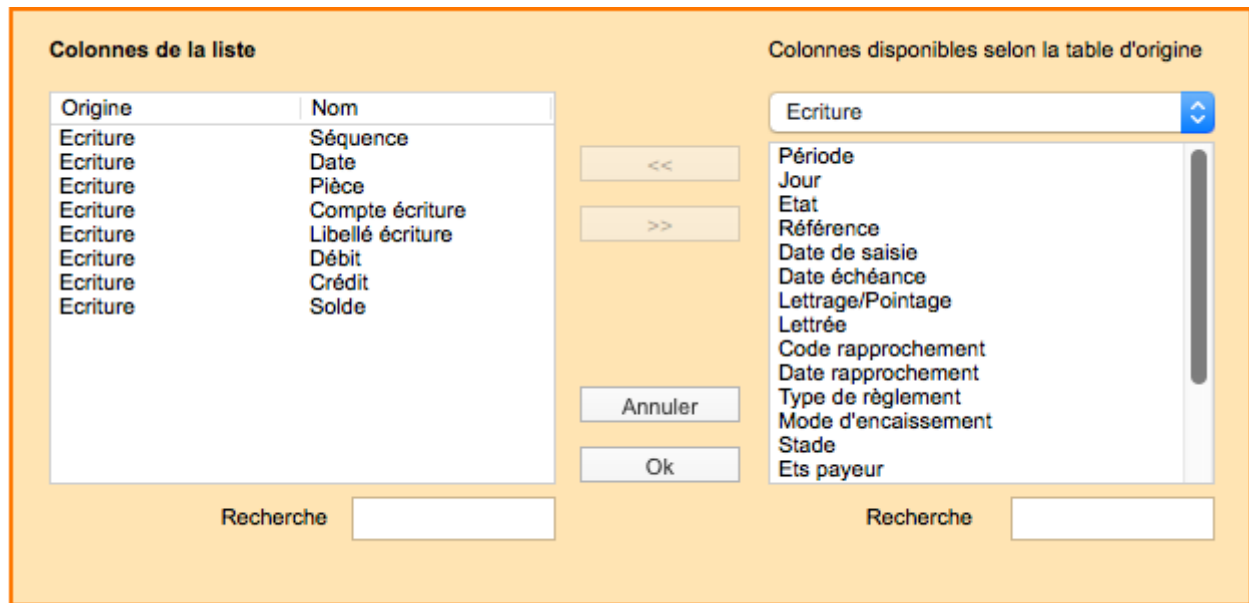 Colonnes de la liste
Origine Nom
Ecriture Séquence
Ecriture Date
Ecriture Pièce
Ecriture Compte écriture
Ecriture Libellé écriture
Ecriture Débit
Ecriture Crédit
Ecriture Solde
Recherche
<<
>>
Annuler
Ok
Colonnes disponibles selon la table d'origine
Ecriture
Période
Jour
Etat
Référence
Date de saisie
Date échéance
Lettrage/Pointage
Lettrée
Code rapprochement
Date rapprochement
Type de règlement
Mode d'encaissement
Stade
Ets payeur
Recherche